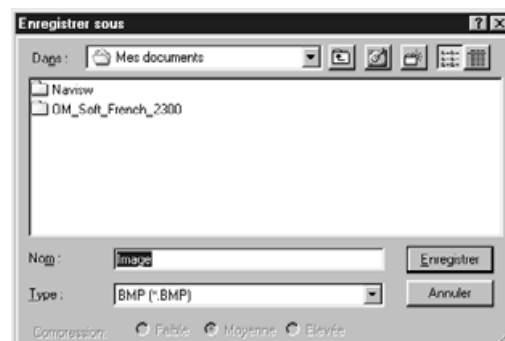 Enregistrer sous
Dans : Mes documents
Navisw
OM_Soft_French_2300
Nom : Image Enregistrer
Type : BMP (*.BMP) Annuler
Compression: Faible Moyenne Elevée